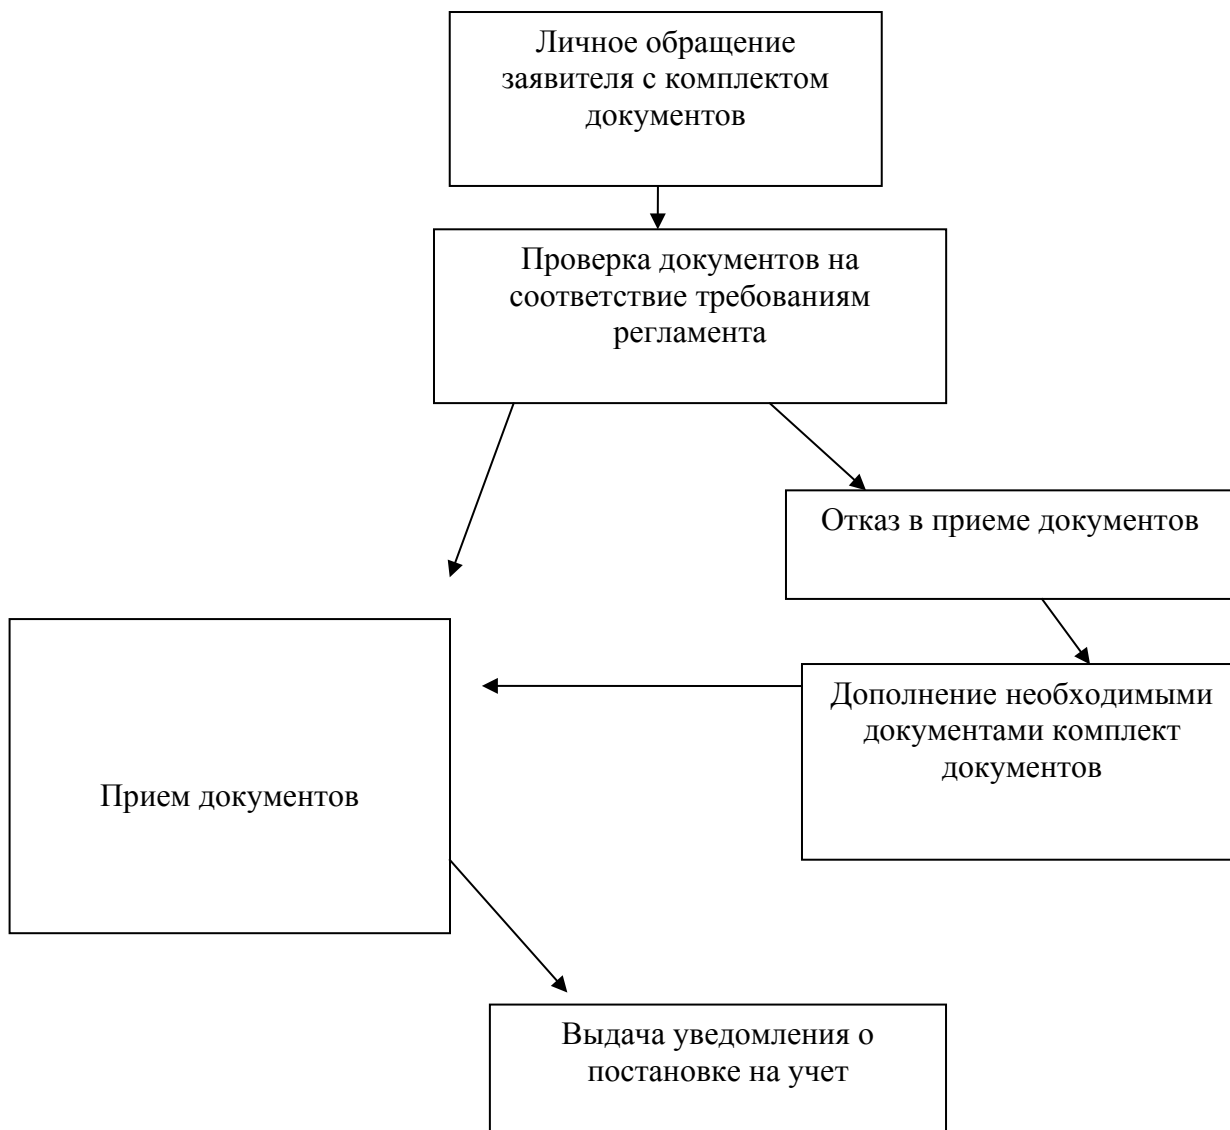 Личное обращение
заявителя с комплектом
документов
Проверка документов на
соответствие требованиям
регламента
Отказ в приеме документов
Дополнение необходимыми
документами комплект
документов
Прием документов
Выдача уведомления о
постановке на учет